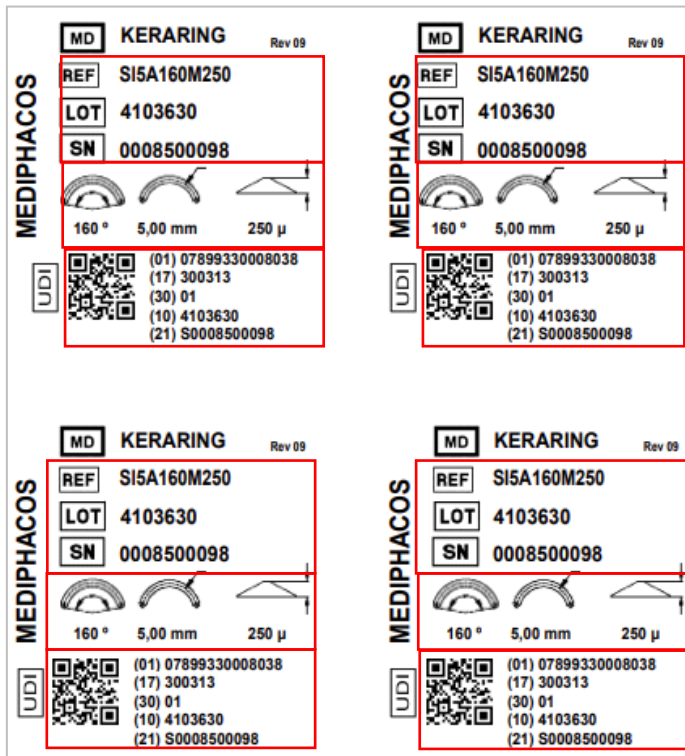 MD KERARING Rev 09
MEDIPHACOS
REF SI5A160M250
LOT 4103630
SN 0008500098
160 º 5,00 mm 250 µ
UDI
(01) 07899330008038
(17) 300313
(30) 01
(10) 4103630
(21) S0008500098
MD KERARING Rev 09
MEDIPHACOS
REF SI5A160M250
LOT 4103630
SN 0008500098
160 º 5,00 mm 250 µ
UDI
(01) 07899330008038
(17) 300313
(30) 01
(10) 4103630
(21) S0008500098
MD KERARING Rev 09
MEDIPHACOS
REF SI5A160M250
LOT 4103630
SN 0008500098
160 º 5,00 mm 250 µ
UDI
(01) 07899330008038
(17) 300313
(30) 01
(10) 4103630
(21) S0008500098
MD KERARING Rev 09
MEDIPHACOS
REF SI5A160M250
LOT 4103630
SN 0008500098
160 º 5,00 mm 250 µ
UDI
(01) 07899330008038
(17) 300313
(30) 01
(10) 4103630
(21) S0008500098